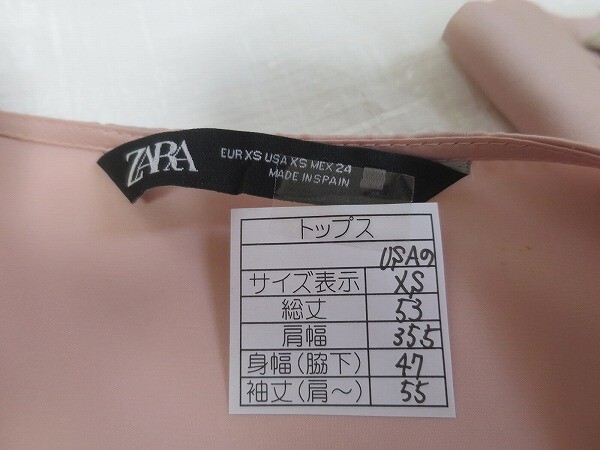 ZARA
EUR XS USA XS MEX 24
MADE IN SPAIN
トップス
USAの
サイズ表示 XS
総丈 53
肩幅 35.5
身幅(脇下) 47
袖丈(肩～) 55